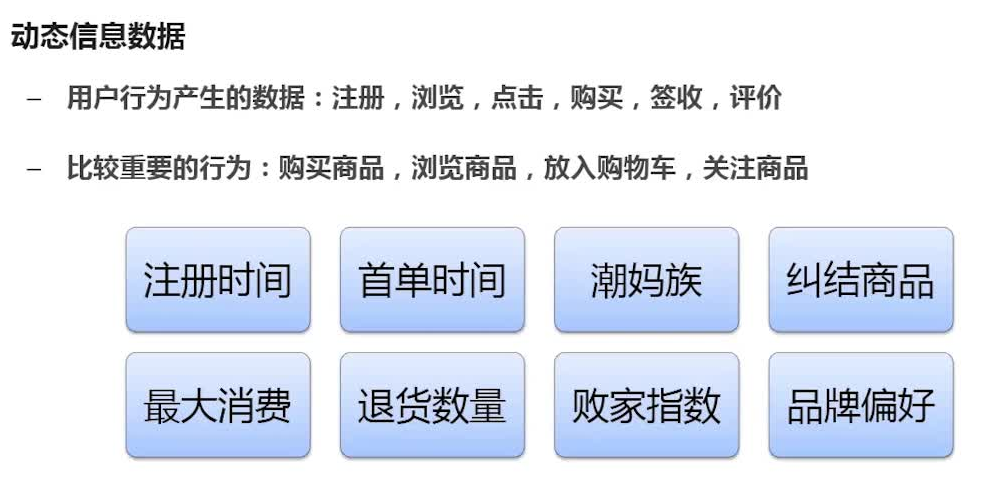 动态信息数据
– 用户行为产生的数据：注册，浏览，点击，购买，签收，评价
– 比较重要的行为：购买商品，浏览商品，放入购物车，关注商品
注册时间 首单时间 潮妈族 纠结商品
最大消费 退货数量 败家指数 品牌偏好